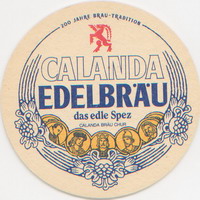 200 JAHRE BRAU-TRADITION
CALANDA
EDELBRÄU
das edle Spez
CALANDA BRÄU CHUR